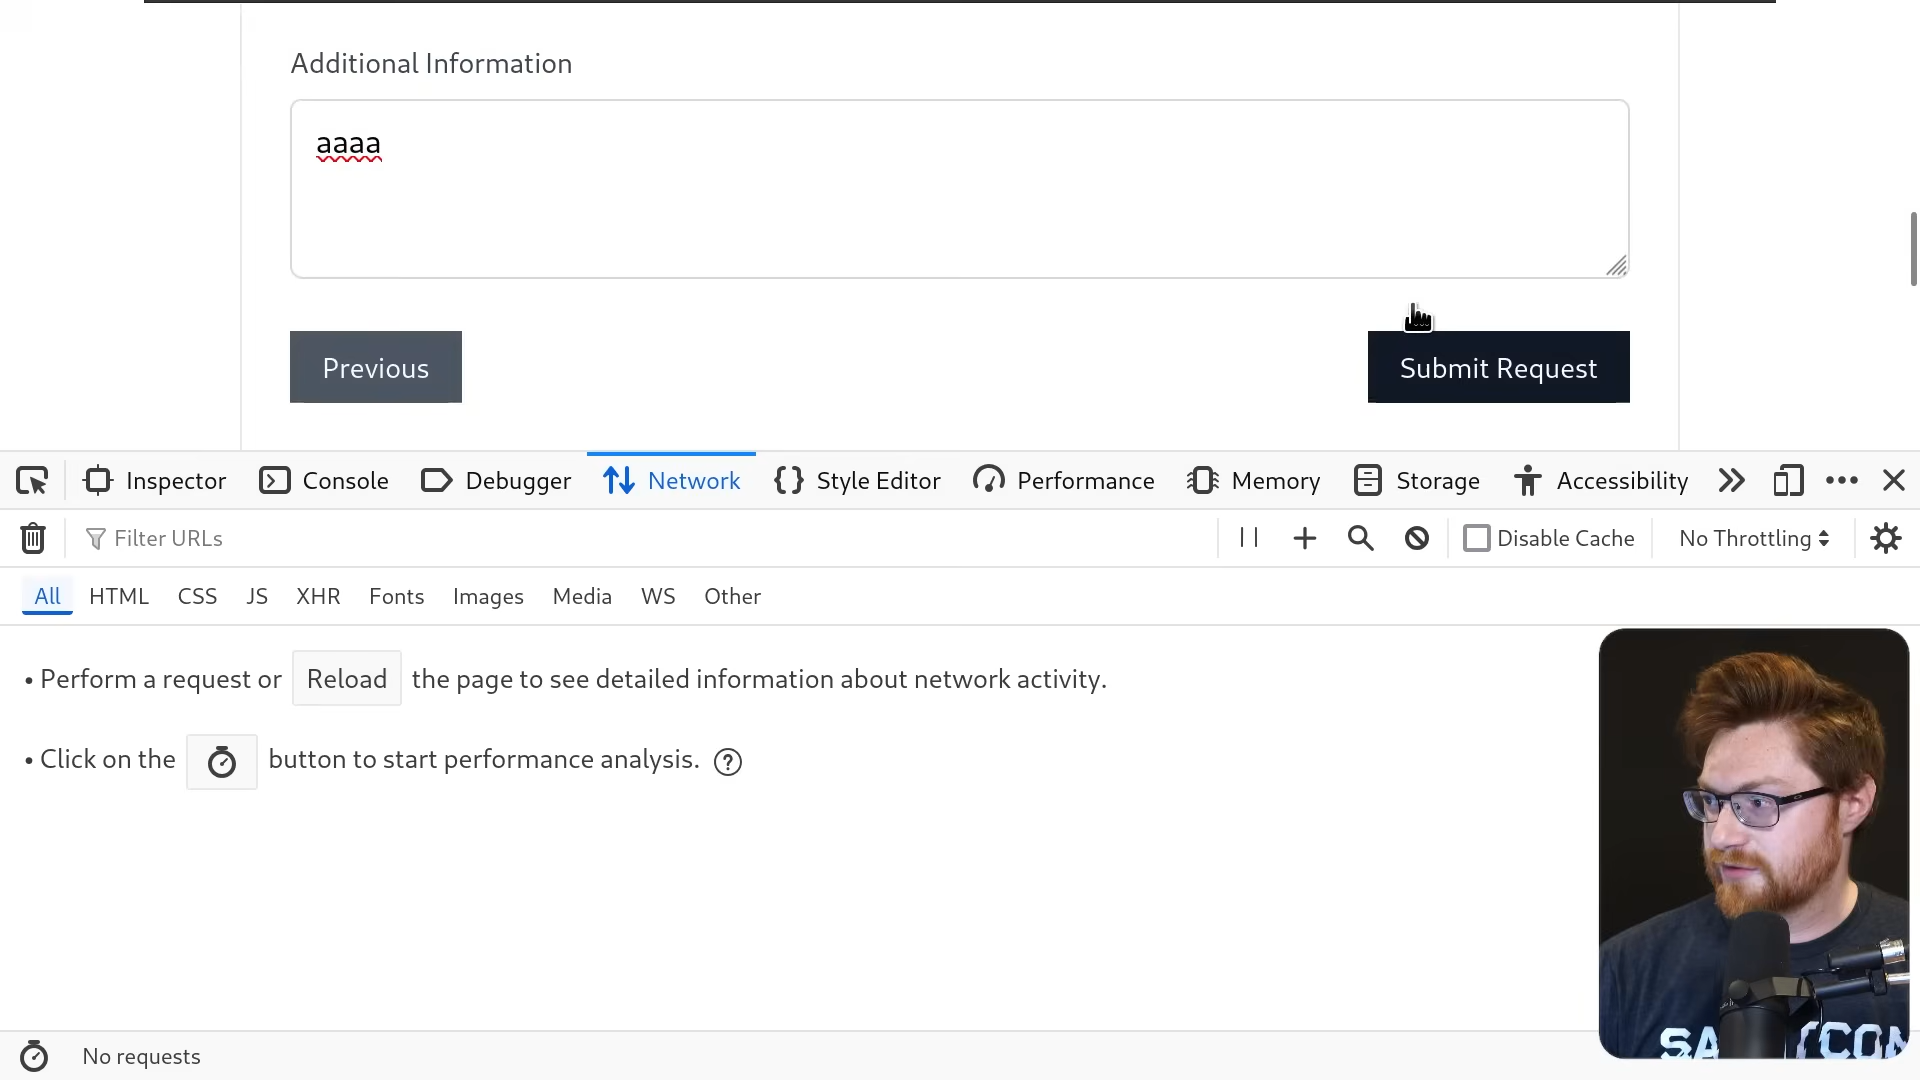 Additional Information
aaaa
Previous
Submit Request
Inspector Console Debugger Network Style Editor Performance Memory Storage Accessibility
Filter URLs
Disable Cache
No Throttling
All HTML CSS JS XHR Fonts Images Media WS Other
• Perform a request or Reload the page to see detailed information about network activity.
• Click on the button to start performance analysis. ?
No requests